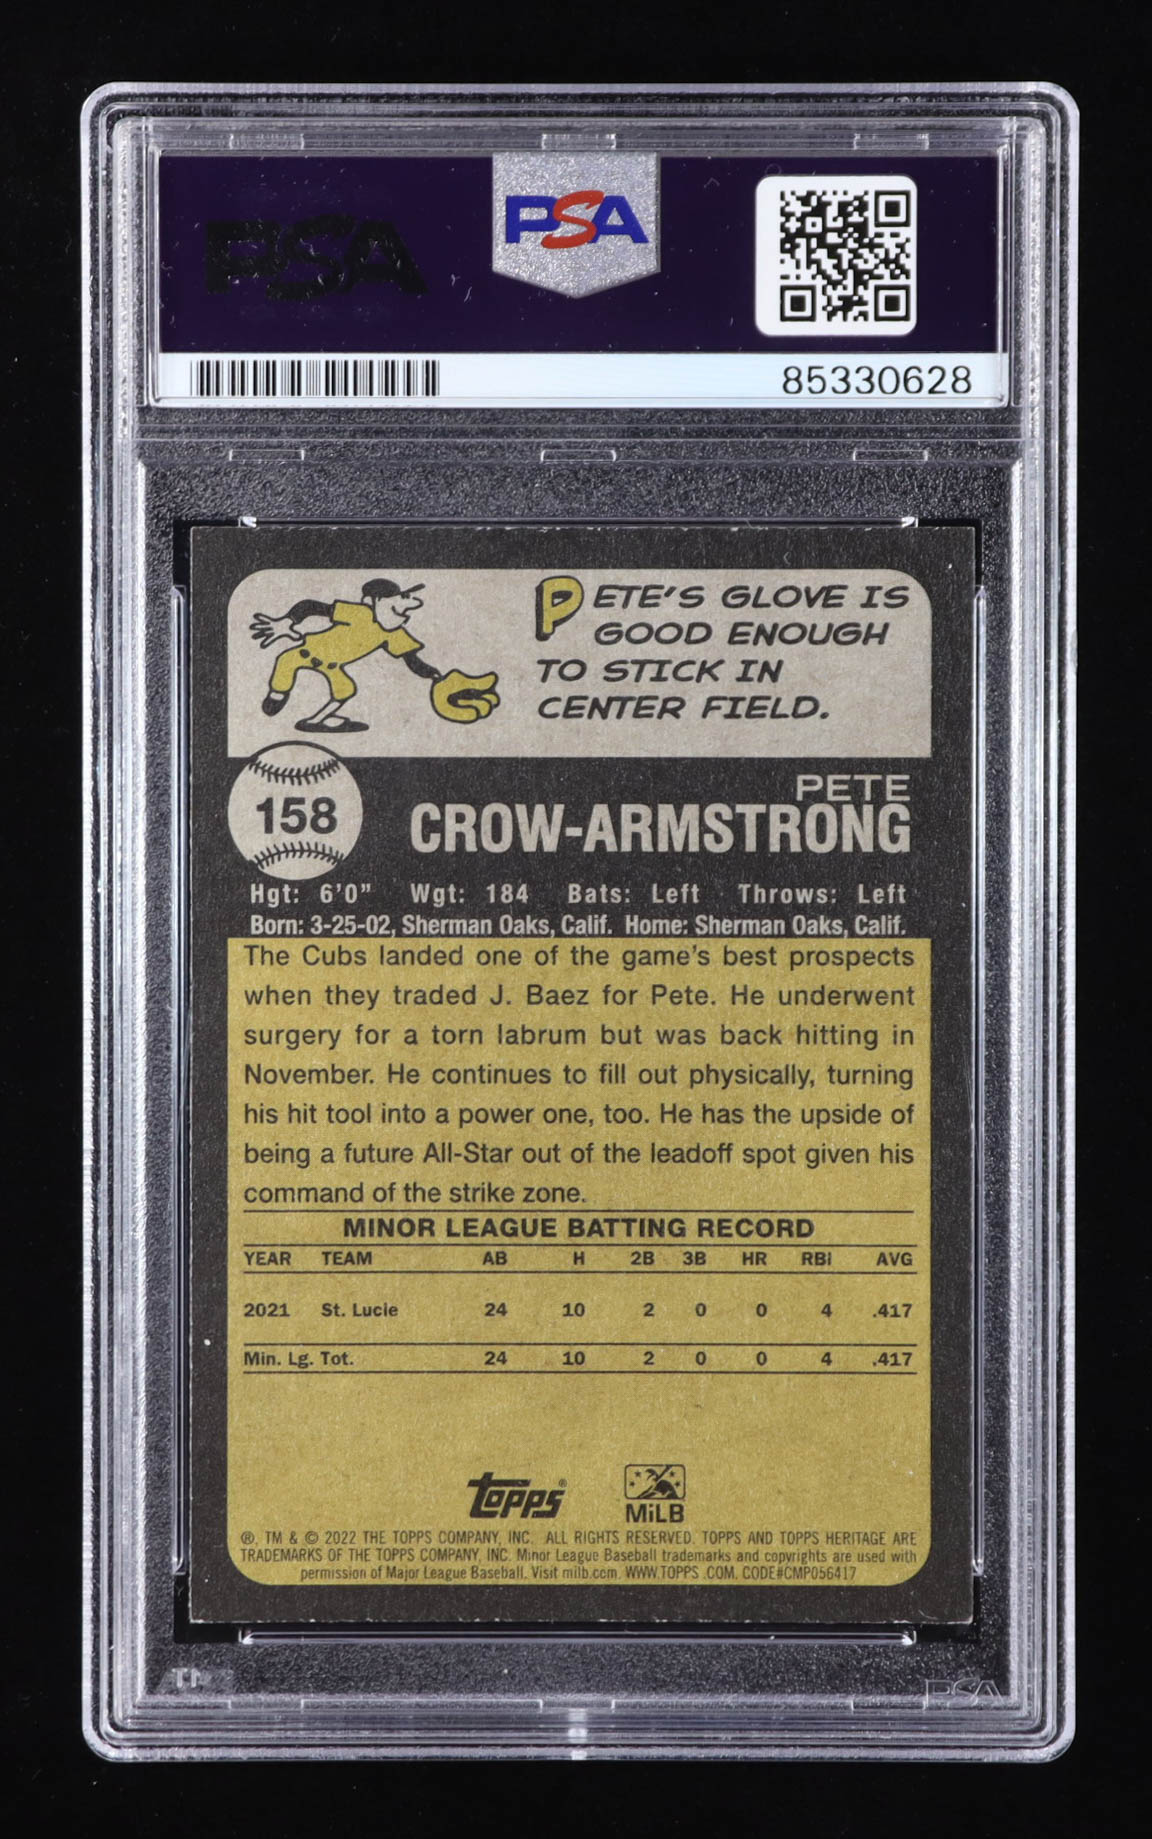 PSA
PSA
85330628
PETE'S GLOVE IS
GOOD ENOUGH
TO STICK IN
CENTER FIELD.
158
PETE
CROW-ARMSTRONG
Hgt: 6'0" Wgt: 184 Bats: Left Throws: Left
Born: 3-25-02, Sherman Oaks, Calif. Home: Sherman Oaks, Calif.
The Cubs landed one of the game's best prospects
when they traded J. Baez for Pete. He underwent
surgery for a torn labrum but was back hitting in
November. He continues to fill out physically, turning
his hit tool into a power one, too. He has the upside of
being a future All-Star out of the leadoff spot given his
command of the strike zone.
MINOR LEAGUE BATTING RECORD
YEAR TEAM AB H 2B 3B HR RBI AVG
2021 St. Lucie 24 10 2 0 0 4 .417
Min. Lg. Tot. 24 10 2 0 0 4 .417
Topps® MiLB
®, TM & © 2022 THE TOPPS COMPANY, INC. ALL RIGHTS RESERVED. TOPPS AND TOPPS HERITAGE ARE
TRADEMARKS OF THE TOPPS COMPANY, INC. Minor League Baseball trademarks and copyrights are used with
permission of Major League Baseball. Visit milb.com. WWW.TOPPS.COM. CODE#CMP056417
PSA